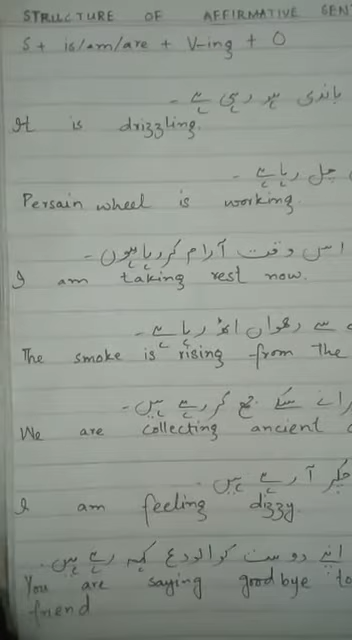 STRUCTURE OF AFFIRMATIVE SEN
S + is/am/are + V-ing + O
باندی ہو رہی ہے -
It is drizzling.
چل رہا ہے -
Persain wheel is working.
اس وقت آرام کر رہا ہوں -
I am taking rest now.
سے دھواں اٹھ رہا ہے -
The smoke is rising from the
سکے جمع کر رہے ہیں -
We are collecting ancient
چکر آ رہے ہیں -
I am feeling dizzy.
اپنے دوست کو الوداع کہہ رہے ہیں -
You are saying goodbye to
friend